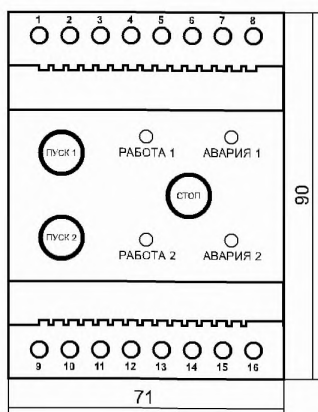 1 2 3 4 5 6 7 8
ПУСК 1
РАБОТА 1
АВАРИЯ 1
СТОП
ПУСК 2
РАБОТА 2
АВАРИЯ 2
9 10 11 12 13 14 15 16
71
90